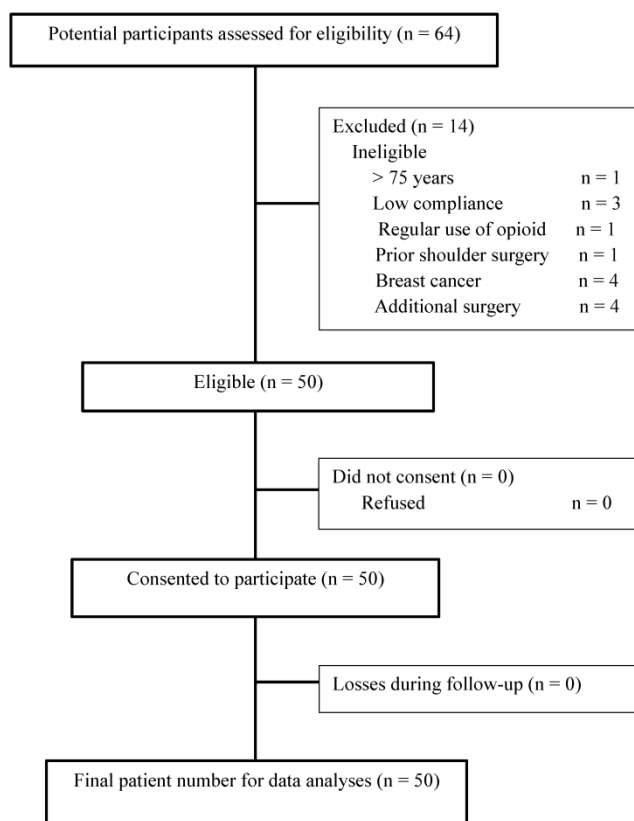 Potential participants assessed for eligibility (n = 64)
Excluded (n = 14)
Ineligible
> 75 years n = 1
Low compliance n = 3
Regular use of opioid n = 1
Prior shoulder surgery n = 1
Breast cancer n = 4
Additional surgery n = 4
Eligible (n = 50)
Did not consent (n = 0)
Refused n = 0
Consented to participate (n = 50)
Losses during follow-up (n = 0)
Final patient number for data analyses (n = 50)